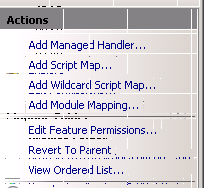 Actions
Add Managed Handler...
Add Script Map...
Add Wildcard Script Map...
Add Module Mapping...
Edit Feature Permissions...
Revert To Parent
View Ordered List...